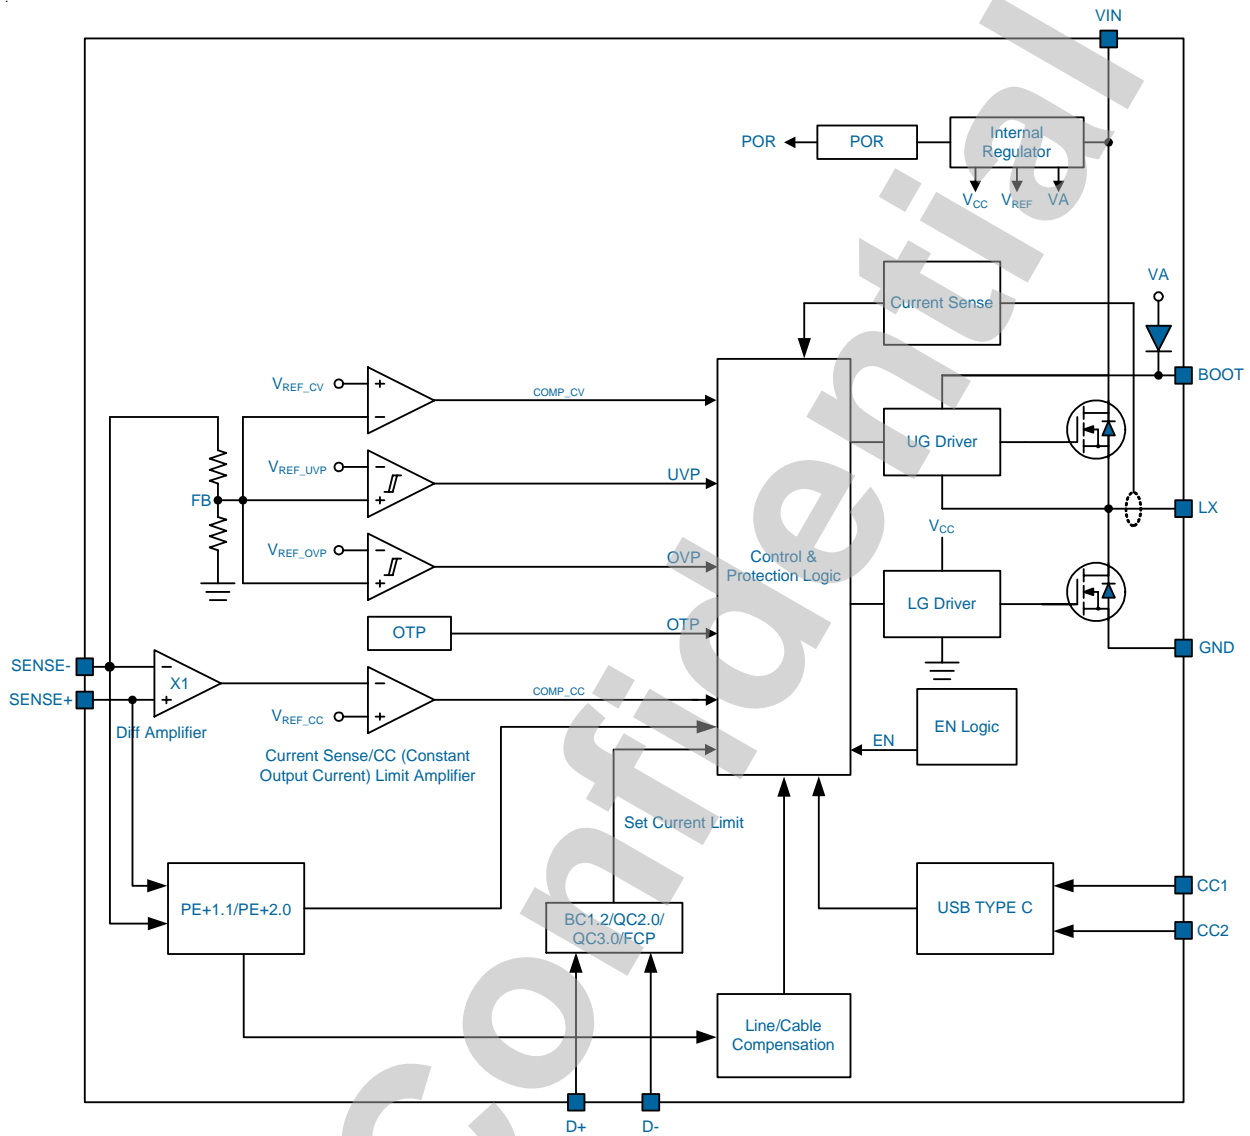 VIN
POR
POR
Internal
Regulator
VCC
VREF
VA
Current Sense
VA
BOOT
VREF_CV
+
−
COMP_CV
UG Driver
VREF_UVP
−
+
UVP
FB
LX
VCC
VREF_OVP
−
+
OVP
Control &
Protection Logic
LG Driver
OTP
OTP
GND
SENSE-
−
X1
+
SENSE+
Diff Amplifier
−
VREF_CC
+
COMP_CC
Current Sense/CC (Constant
Output Current) Limit Amplifier
EN
EN Logic
Set Current Limit
PE+1.1/PE+2.0
BC1.2/QC2.0/
QC3.0/FCP
USB TYPE C
CC1
CC2
Line/Cable
Compensation
D+
D-
Confidential